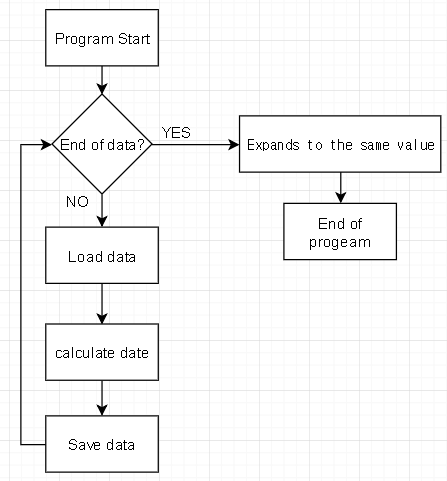 Program Start
End of data?
YES
Expands to the same value
NO
End of
progeam
Load data
calculate date
Save data